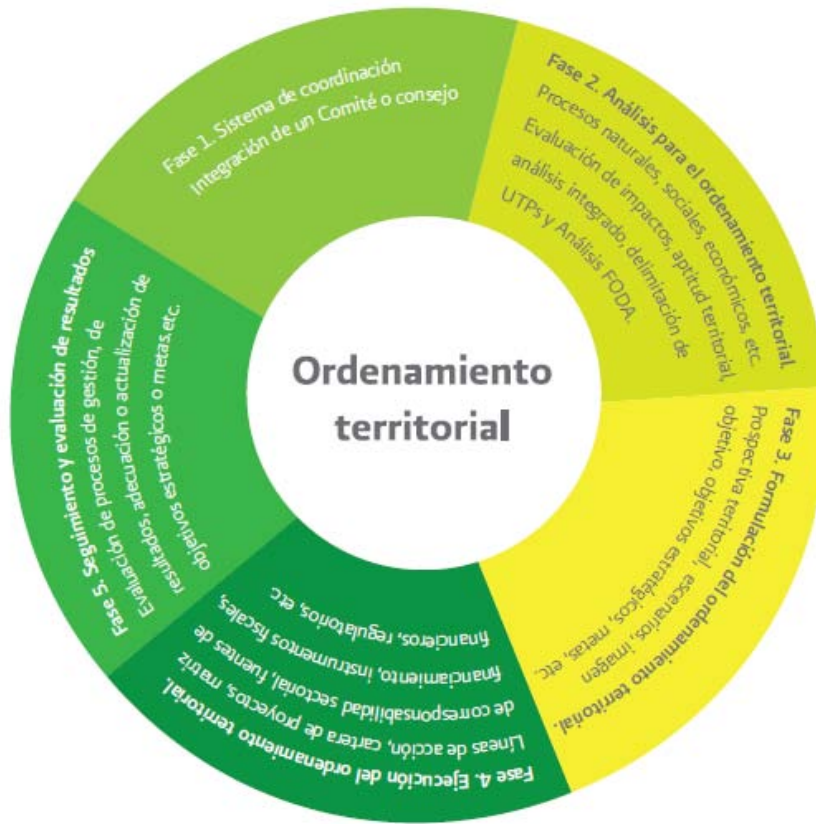 Ordenamiento
territorial
Fase 1. Sistema de coordinación
Integración de un Comité o consejo
Fase 2. Análisis para el ordenamiento territorial.
Procesos naturales, sociales, económicos, etc.
Evaluación de impactos, aptitud territorial,
análisis integrado, delimitación de
UTPs y Análisis FODA.
Fase 3. Formulación del ordenamiento territorial.
Prospectiva territorial, escenarios, imagen
objetivo, objetivos estratégicos, metas, etc.
Fase 4. Ejecución del ordenamiento territorial.
Líneas de acción, cartera de proyectos, matriz
de corresponsabilidad sectorial, fuentes de
financiamiento, instrumentos fiscales,
financieros, regulatorios, etc
Fase 5. Seguimiento y evaluación de resultados
Evaluación de procesos de gestión, de
resultados, adecuación o actualización de
objetivos estratégicos o metas.etc.